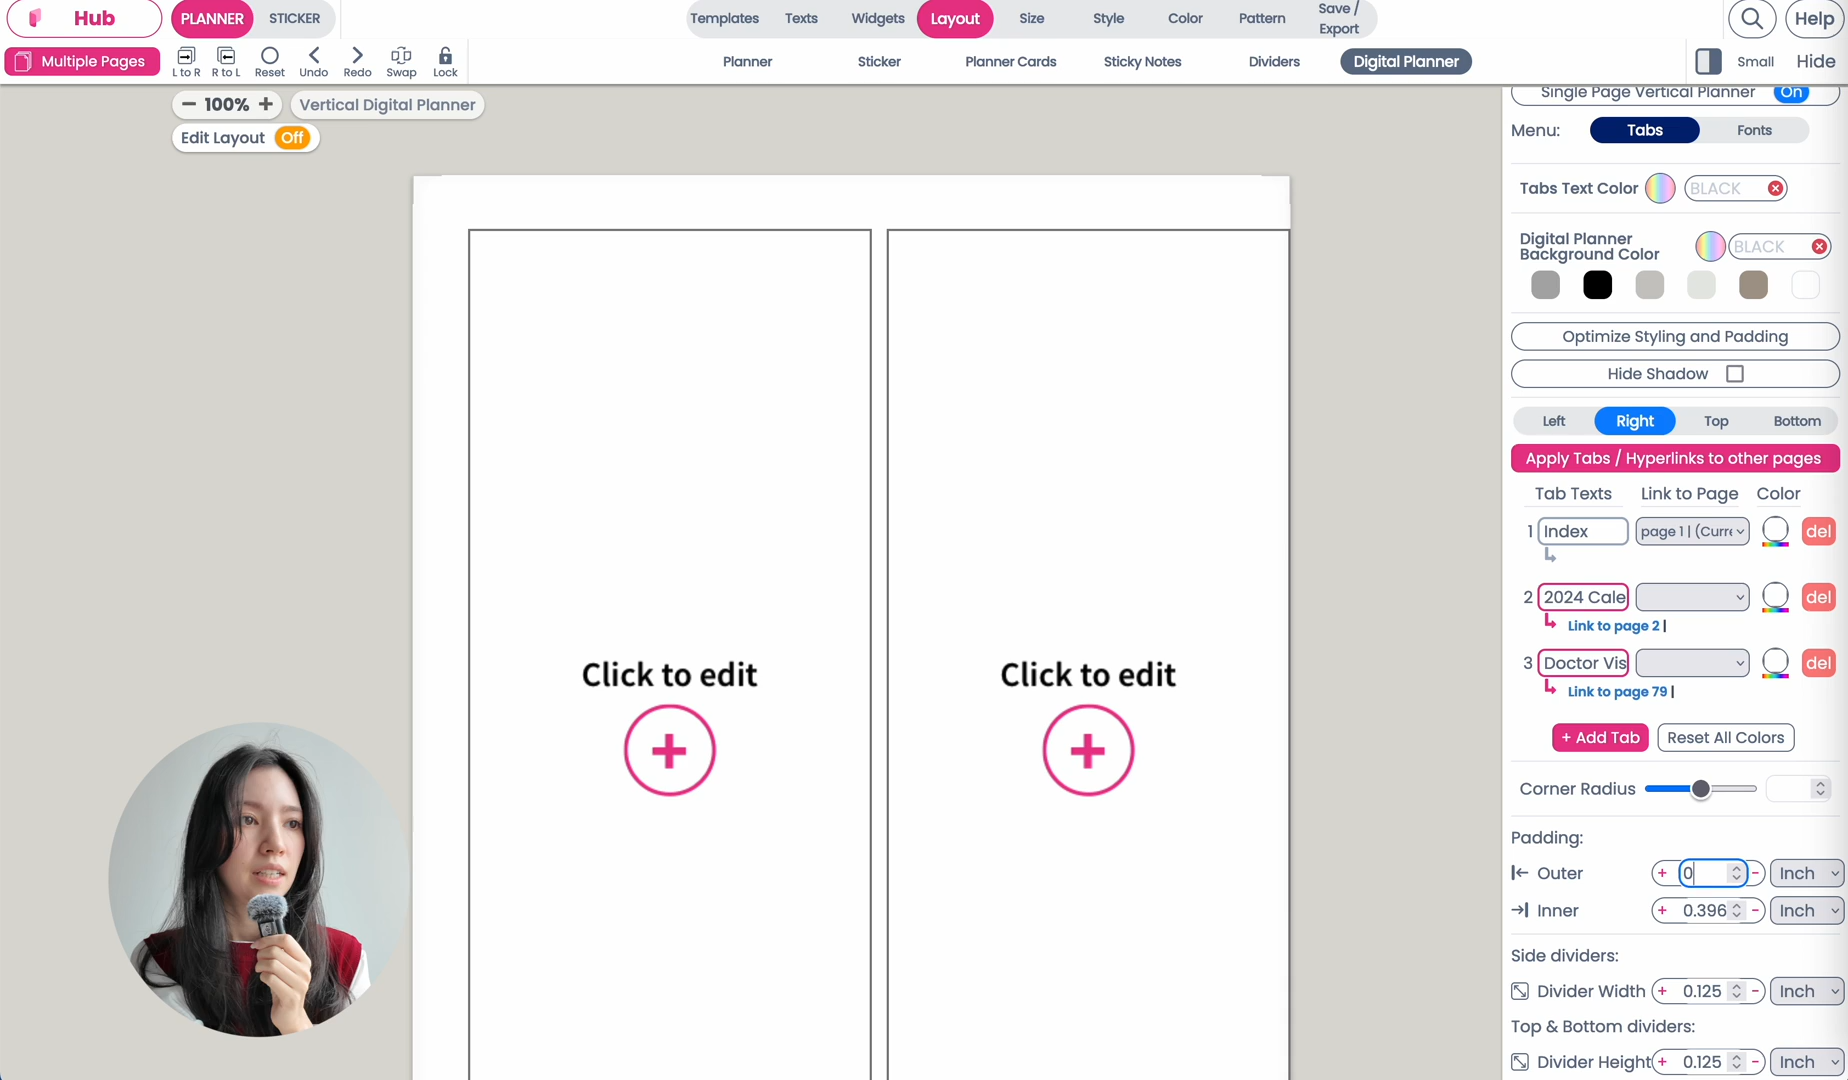 Hub
PLANNER
STICKER
Templates
Texts
Widgets
Layout
Size
Style
Color
Pattern
Save /
Export
Help
Multiple Pages
L to R
R to L
Reset
Undo
Redo
Swap
Lock
Planner
Sticker
Planner Cards
Sticky Notes
Dividers
Digital Planner
Small
Hide
100%
Vertical Digital Planner
Edit Layout
Off
Click to edit
Click to edit
Single Page Vertical Planner
On
Menu:
Tabs
Fonts
Tabs Text Color
BLACK
Digital Planner
Background Color
BLACK
Optimize Styling and Padding
Hide Shadow
Left
Right
Top
Bottom
Apply Tabs / Hyperlinks to other pages
Tab Texts
Link to Page
Color
1
Index
page 1 | (Curre
del
2
2024 Cale
del
Link to page 2 |
3
Doctor Vis
del
Link to page 79 |
+ Add Tab
Reset All Colors
Corner Radius
Padding:
Outer
+ 0 -
Inch
Inner
+ 0.396 -
Inch
Side dividers:
Divider Width
+ 0.125 -
Inch
Top & Bottom dividers:
Divider Height
+ 0.125 -
Inch